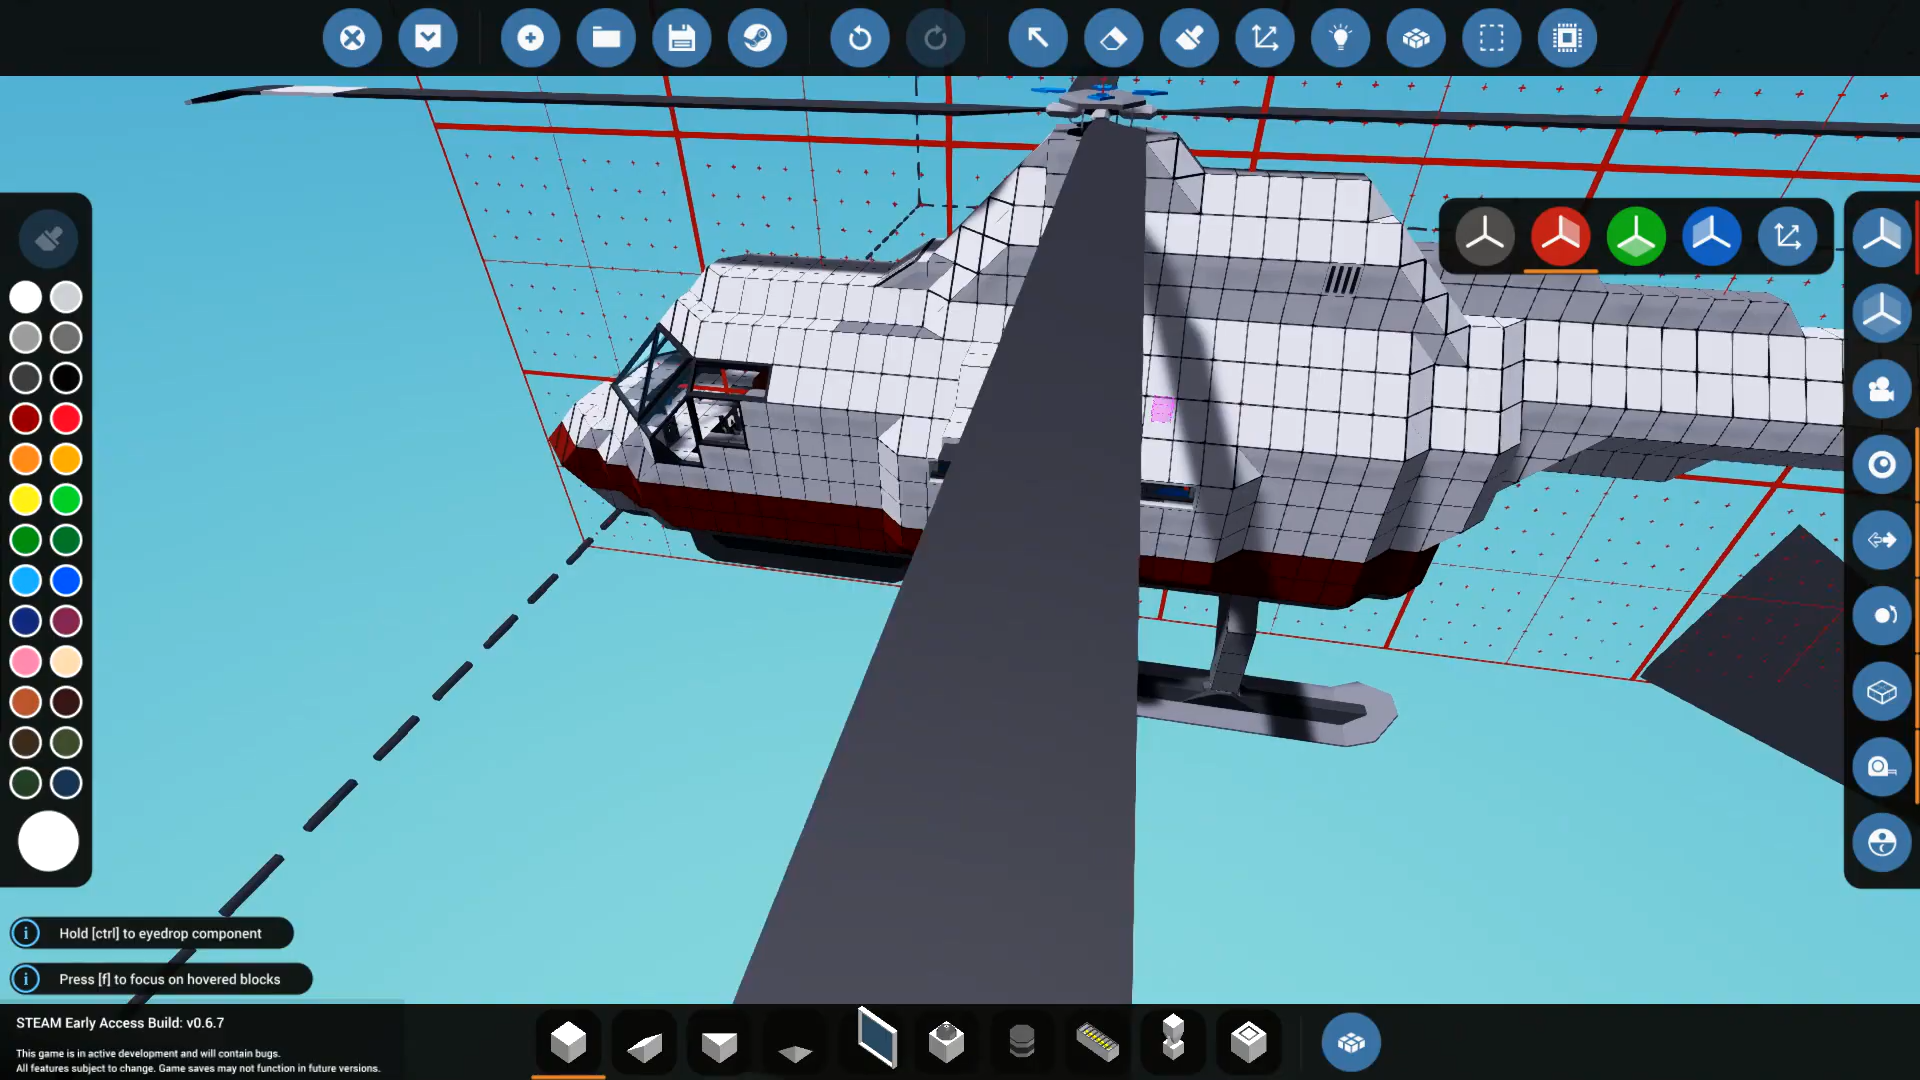 Hold [ctrl] to eyedrop component
Press [f] to focus on hovered blocks
STEAM Early Access Build: v0.6.7
This game is in active development and will contain bugs.
All features subject to change. Game saves may not function in future versions.